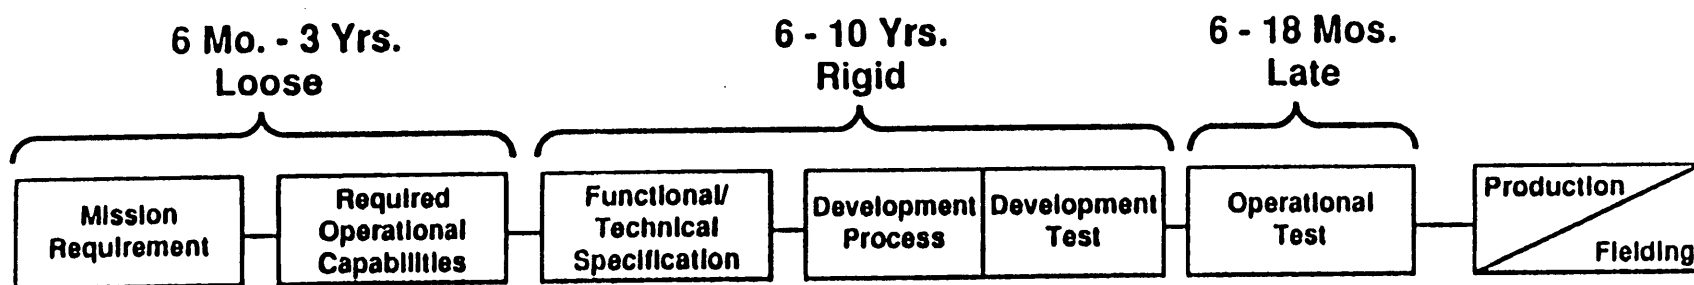 6 Mo. - 3 Yrs.
Loose
6 - 10 Yrs.
Rigid
6 - 18 Mos.
Late
Mission
Requirement
Required
Operational
Capabilities
Functional/
Technical
Specification
Development
Process
Development
Test
Operational
Test
Production
Fielding